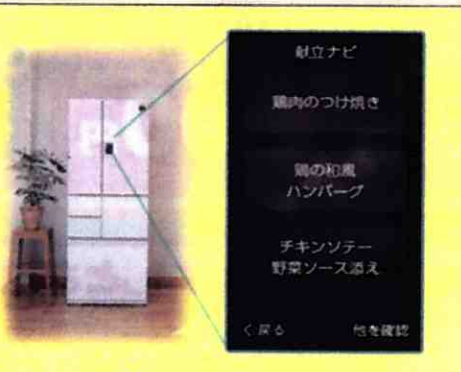 献立ナビ
鶏肉のつけ焼き
鶏の和風
ハンバーグ
チキンソテー
野菜ソース添え
く戻る
他を確認